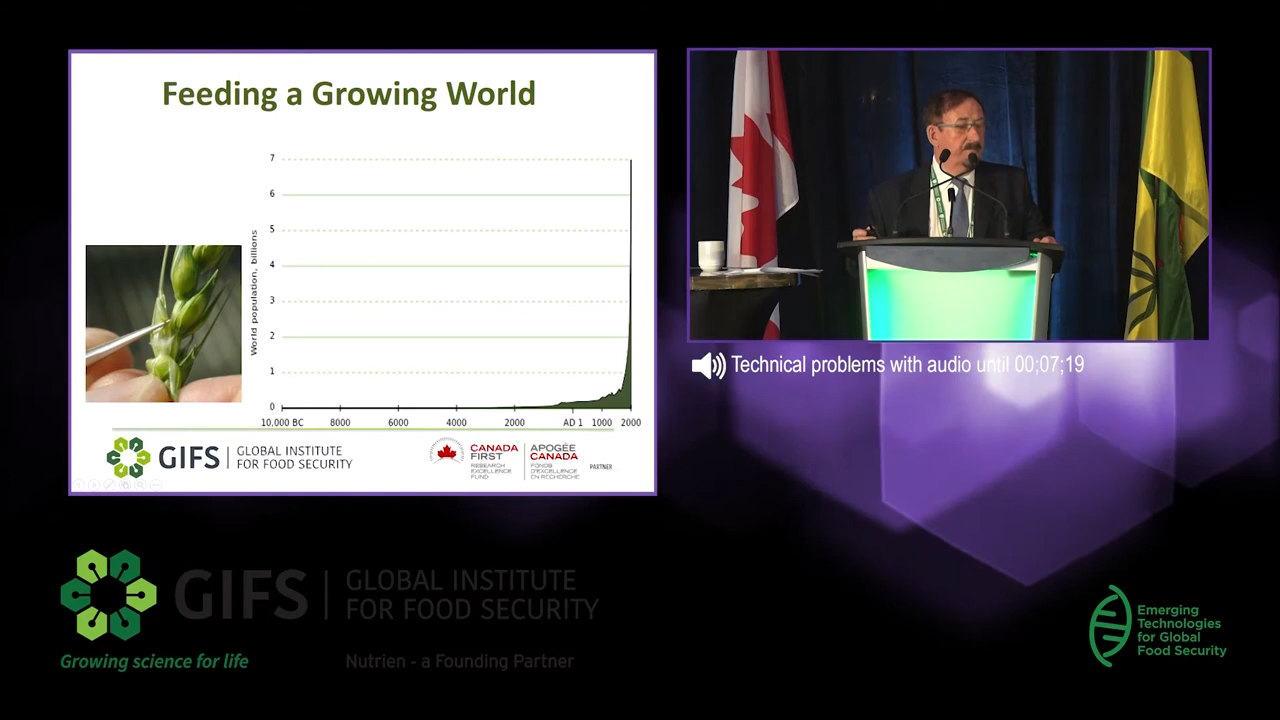 Feeding a Growing World
7
6
5
4
3
2
1
0
World population, billions
10,000 BC 8000 6000 4000 2000 AD 1 1000 2000
GIFS GLOBAL INSTITUTE
FOR FOOD SECURITY
CANADA
FIRST
RESEARCH
EXCELLENCE
FUND
APOGÉE
CANADA
FONDS
D'EXCELLENCE
EN RECHERCHE
PARTNER
Technical problems with audio until 00;07;19
GIFS GLOBAL INSTITUTE
FOR FOOD SECURITY
Growing science for life
Nutrien - a Founding Partner
Emerging
Technologies
for Global
Food Security